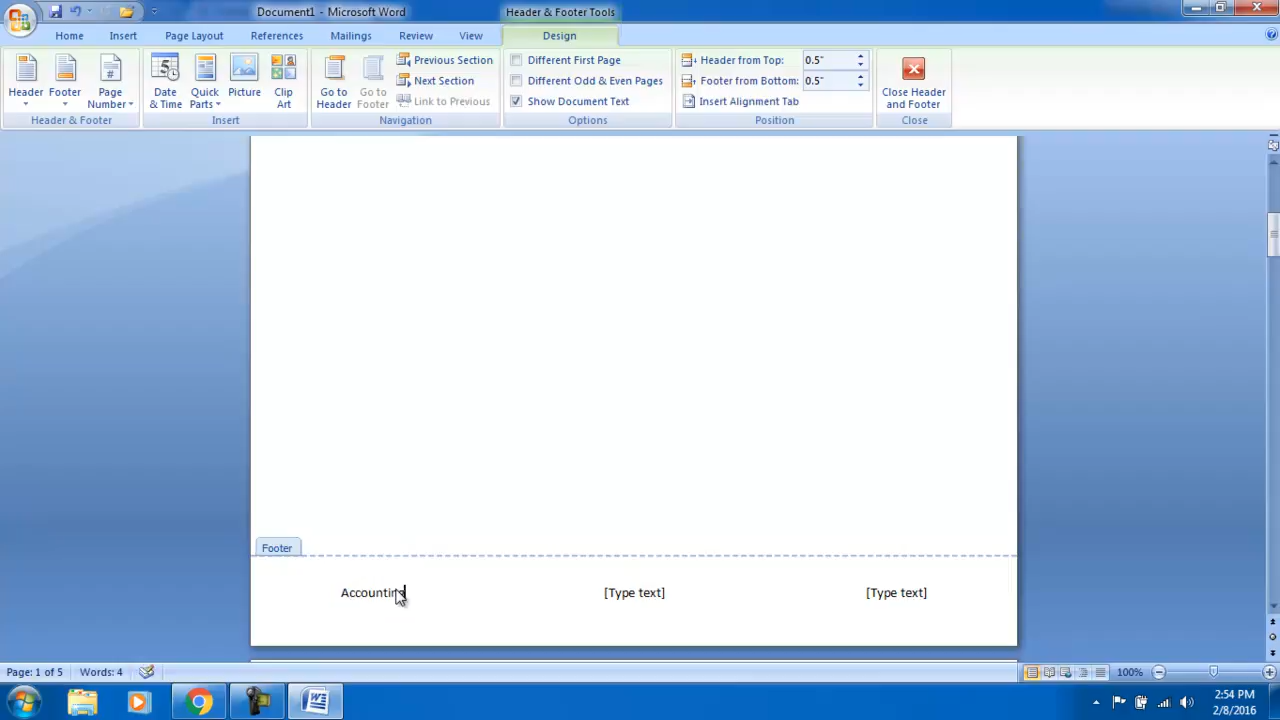 Document1 - Microsoft Word
Header & Footer Tools
Home Insert Page Layout References Mailings Review View Design
Header
Footer
Page Number
Header & Footer
Date & Time
Quick Parts
Picture
Clip Art
Insert
Go to Header
Go to Footer
Previous Section
Next Section
Link to Previous
Navigation
Different First Page
Different Odd & Even Pages
Show Document Text
Options
Header from Top: 0.5"
Footer from Bottom: 0.5"
Insert Alignment Tab
Position
Close Header and Footer
Close
Footer
Accounting [Type text] [Type text]
Page: 1 of 5 Words: 4 100%
2:54 PM
2/8/2016